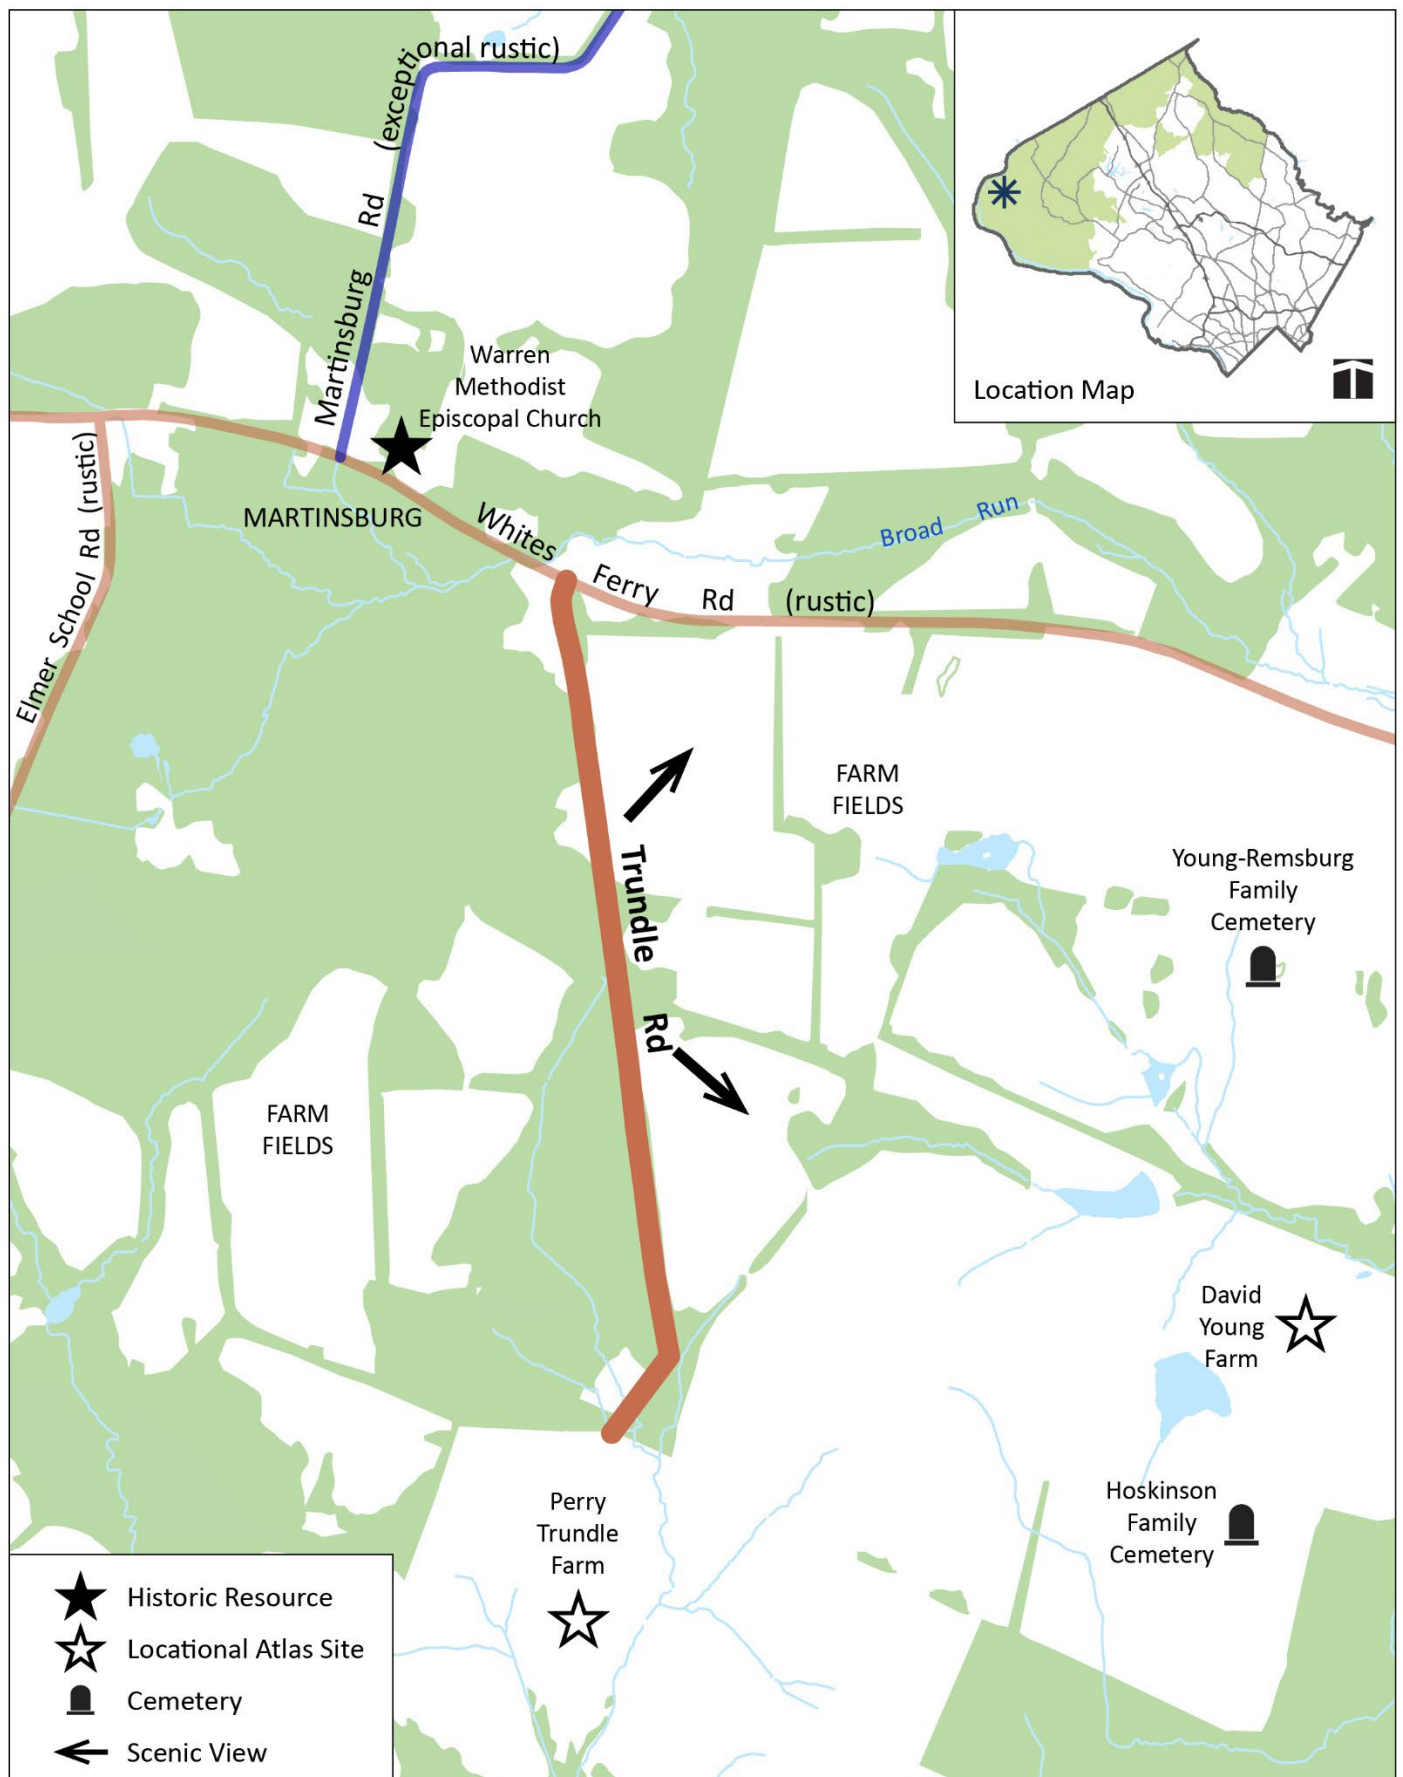 Martinsburg Rd (exceptional rustic)
Location Map
Warren
Methodist
Episcopal Church
MARTINSBURG
Whites Ferry Rd (rustic)
Broad Run
Elmer School Rd (rustic)
FARM
FIELDS
Trundle Rd
Young-Remsburg
Family
Cemetery
FARM
FIELDS
David
Young
Farm
Hoskinson
Family
Cemetery
Perry
Trundle
Farm
Historic Resource
Locational Atlas Site
Cemetery
Scenic View